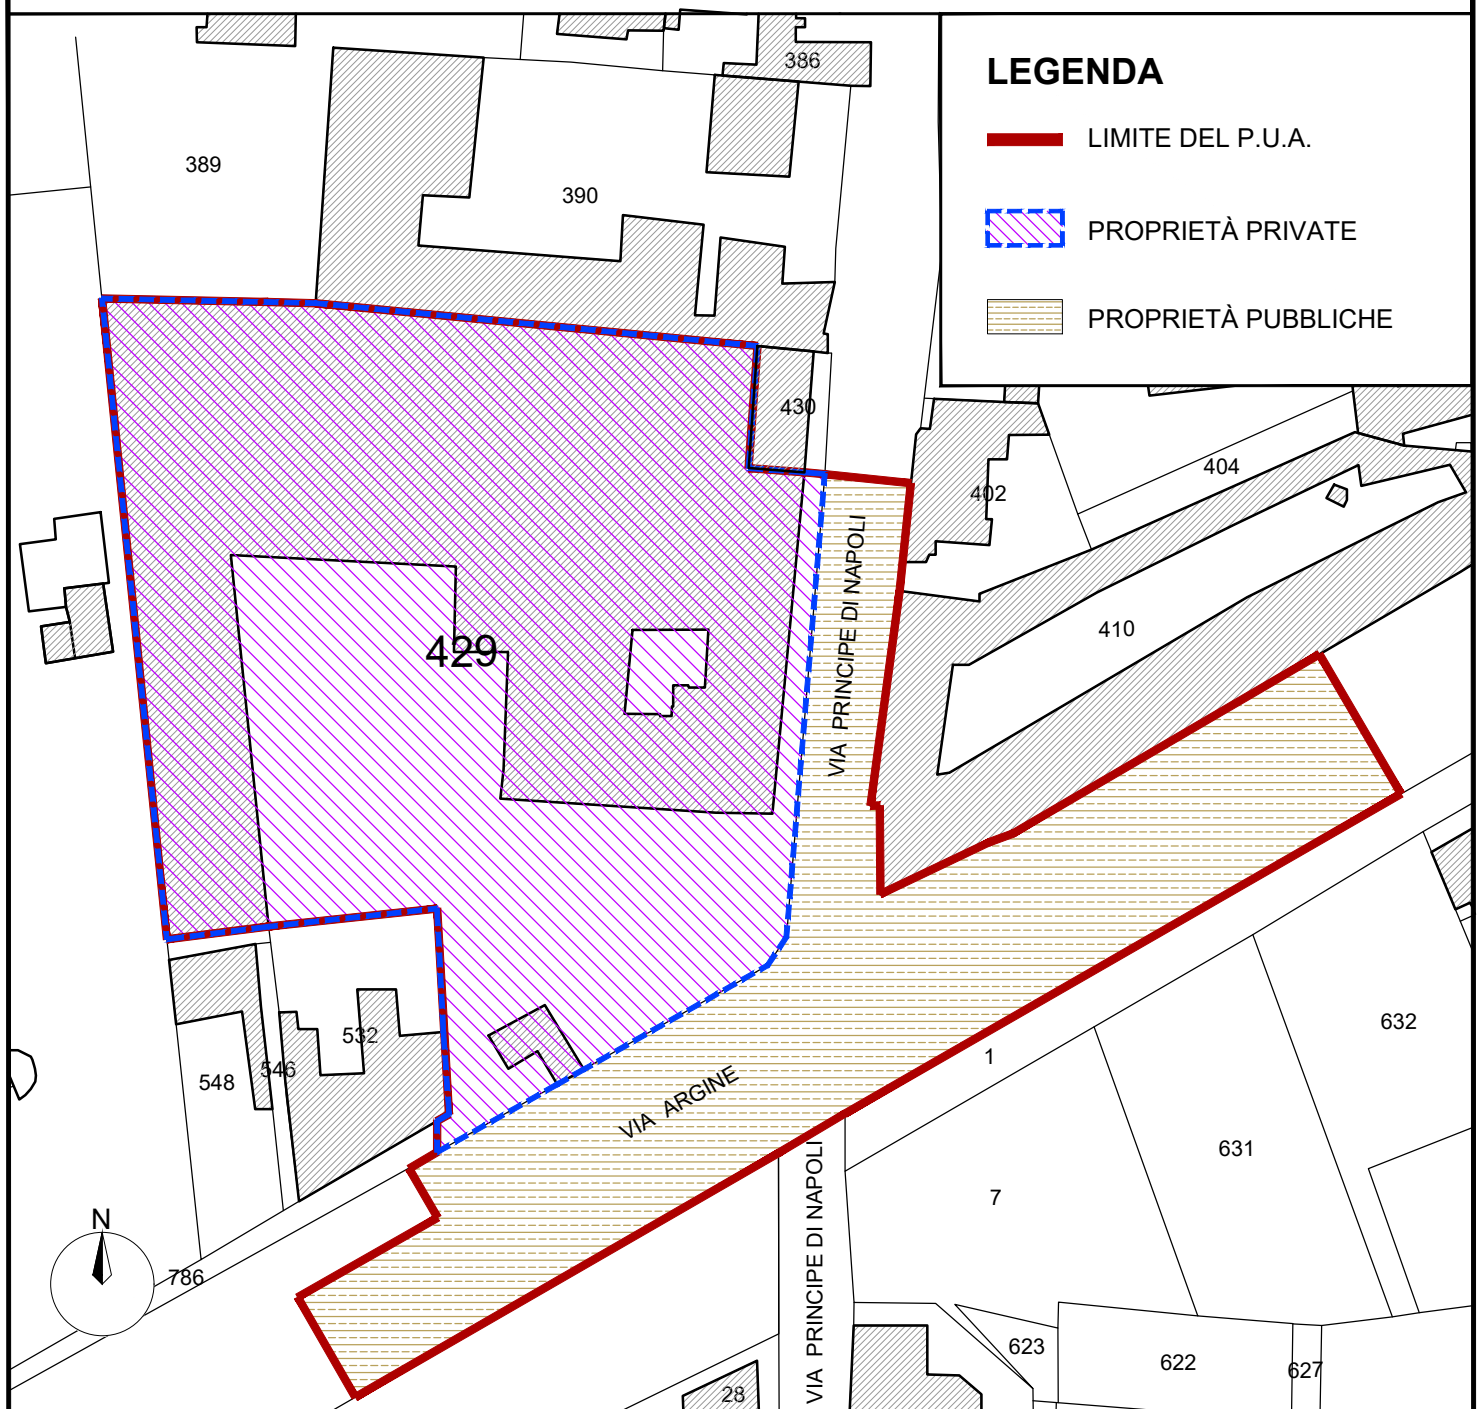 386
LEGENDA
LIMITE DEL P.U.A.
389
390
PROPRIETÀ PRIVATE
PROPRIETÀ PUBBLICHE
430
404
402
VIA PRINCIPE DI NAPOLI
410
429
532
1
632
546
548
VIA ARGINE
631
7
VIA PRINCIPE DI NAPOLI
N
786
623
622
627
28